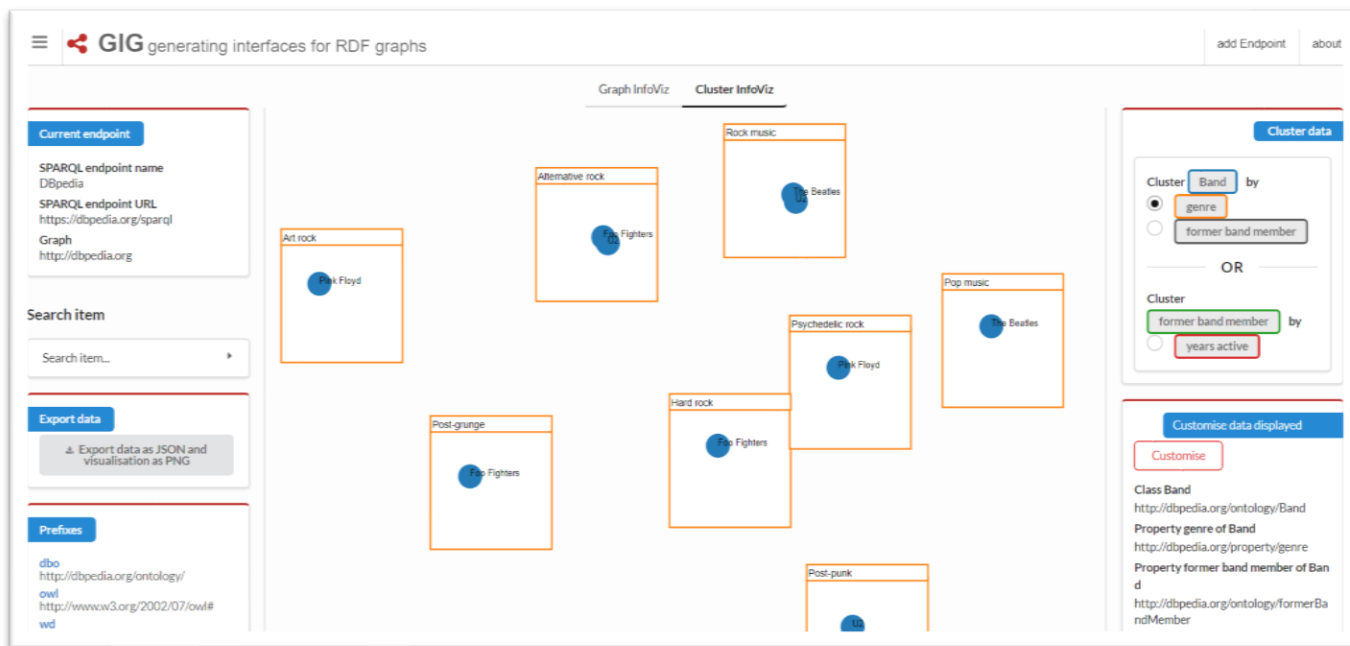 GIG generating interfaces for RDF graphs
add Endpoint
about
Graph InfoViz
Cluster InfoViz
Current endpoint
SPARQL endpoint name
DBpedia
SPARQL endpoint URL
https://dbpedia.org/sparql
Graph
http://dbpedia.org
Search item
Search item...
Export data
Export data as JSON and
visualisation as PNG
Prefixes
dbo
http://dbpedia.org/ontology/
owl
http://www.w3.org/2002/07/owl#
wd
Rock music
The Beatles
U2
Alternative rock
Foo Fighters
U2
Art rock
Pink Floyd
Pop music
The Beatles
Psychedelic rock
Pink Floyd
Hard rock
Foo Fighters
Post-grunge
Foo Fighters
Post-punk
U2
Cluster data
Cluster Band by
genre
former band member
OR
Cluster
former band member by
years active
Customise data displayed
Customise
Class Band
http://dbpedia.org/ontology/Band
Property genre of Band
http://dbpedia.org/property/genre
Property former band member of Ban
d
http://dbpedia.org/ontology/formerBa
ndMember